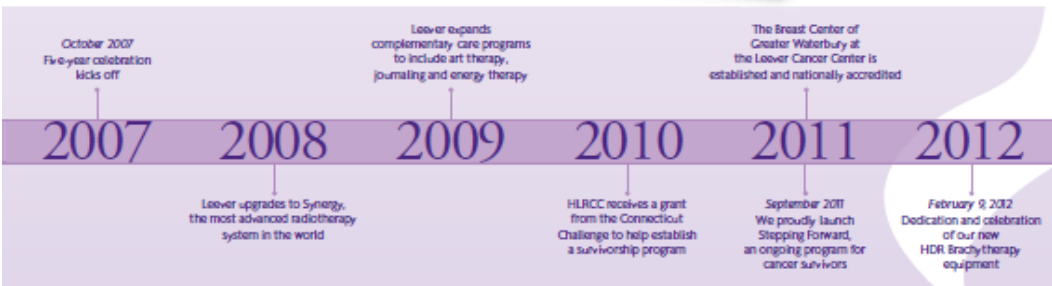 October 2007
Five-year celebration
kicks off
Leever expands
complementary care programs
to include art therapy,
journaling and energy therapy
The Breast Center of
Greater Waterbury at
the Leever Cancer Center is
established and nationally accredited
2007 2008 2009 2010 2011 2012
Leever upgrades to Synergy,
the most advanced radiotherapy
system in the world
HLRCC receives a grant
from the Connecticut
Challenge to help establish
a survivorship program
September 2011
We proudly launch
Stepping Forward,
an ongoing program for
cancer survivors
February 9, 2012
Dedication and celebration
of our new
HDR Brachytherapy
equipment